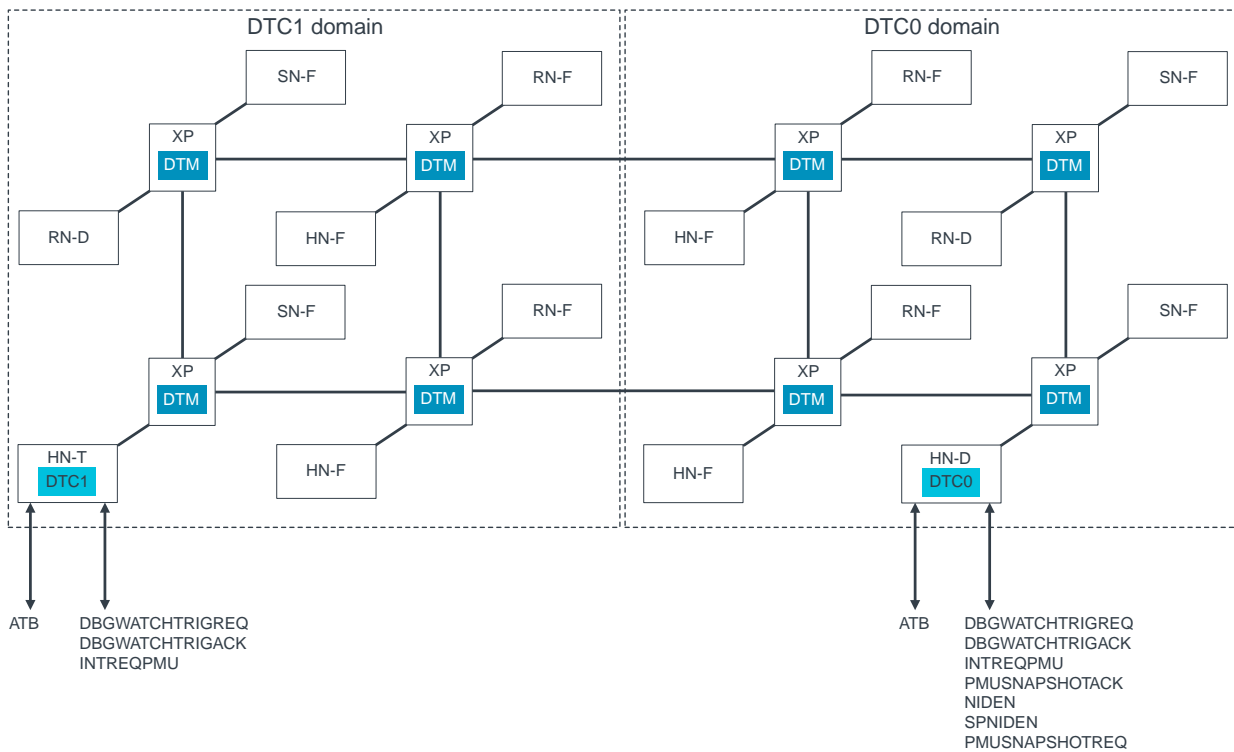 DTC1 domain
DTC0 domain
SN-F
RN-F
RN-F
SN-F
XP
DTM
XP
DTM
XP
DTM
XP
DTM
RN-D
HN-F
HN-F
RN-D
SN-F
RN-F
RN-F
SN-F
XP
DTM
XP
DTM
XP
DTM
XP
DTM
HN-T
DTC1
HN-F
HN-F
HN-D
DTC0
ATB
DBGWATCHTRIGREQ
DBGWATCHTRIGACK
INTREQPMU
ATB
DBGWATCHTRIGREQ
DBGWATCHTRIGACK
INTREQPMU
PMUSNAPSHOTACK
NIDEN
SPNIDEN
PMUSNAPSHOTREQ